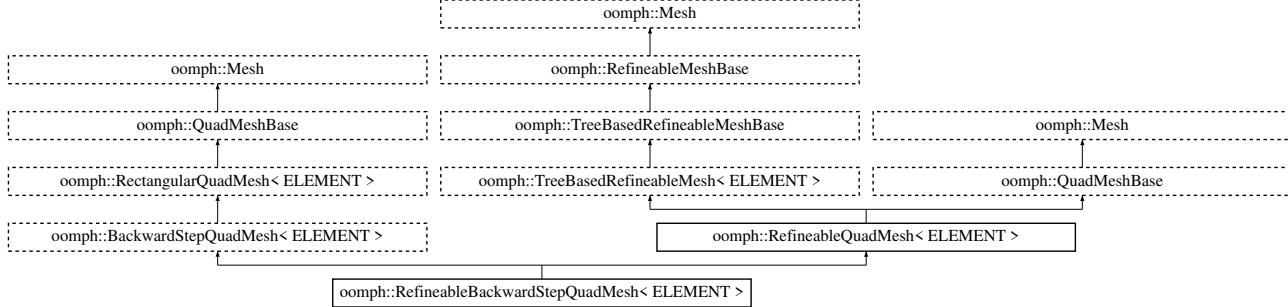 oomph::Mesh
oomph::Mesh
oomph::RefineableMeshBase
oomph::QuadMeshBase
oomph::TreeBasedRefineableMeshBase
oomph::Mesh
oomph::RectangularQuadMesh< ELEMENT >
oomph::TreeBasedRefineableMesh< ELEMENT >
oomph::QuadMeshBase
oomph::BackwardStepQuadMesh< ELEMENT >
oomph::RefineableQuadMesh< ELEMENT >
oomph::RefineableBackwardStepQuadMesh< ELEMENT >